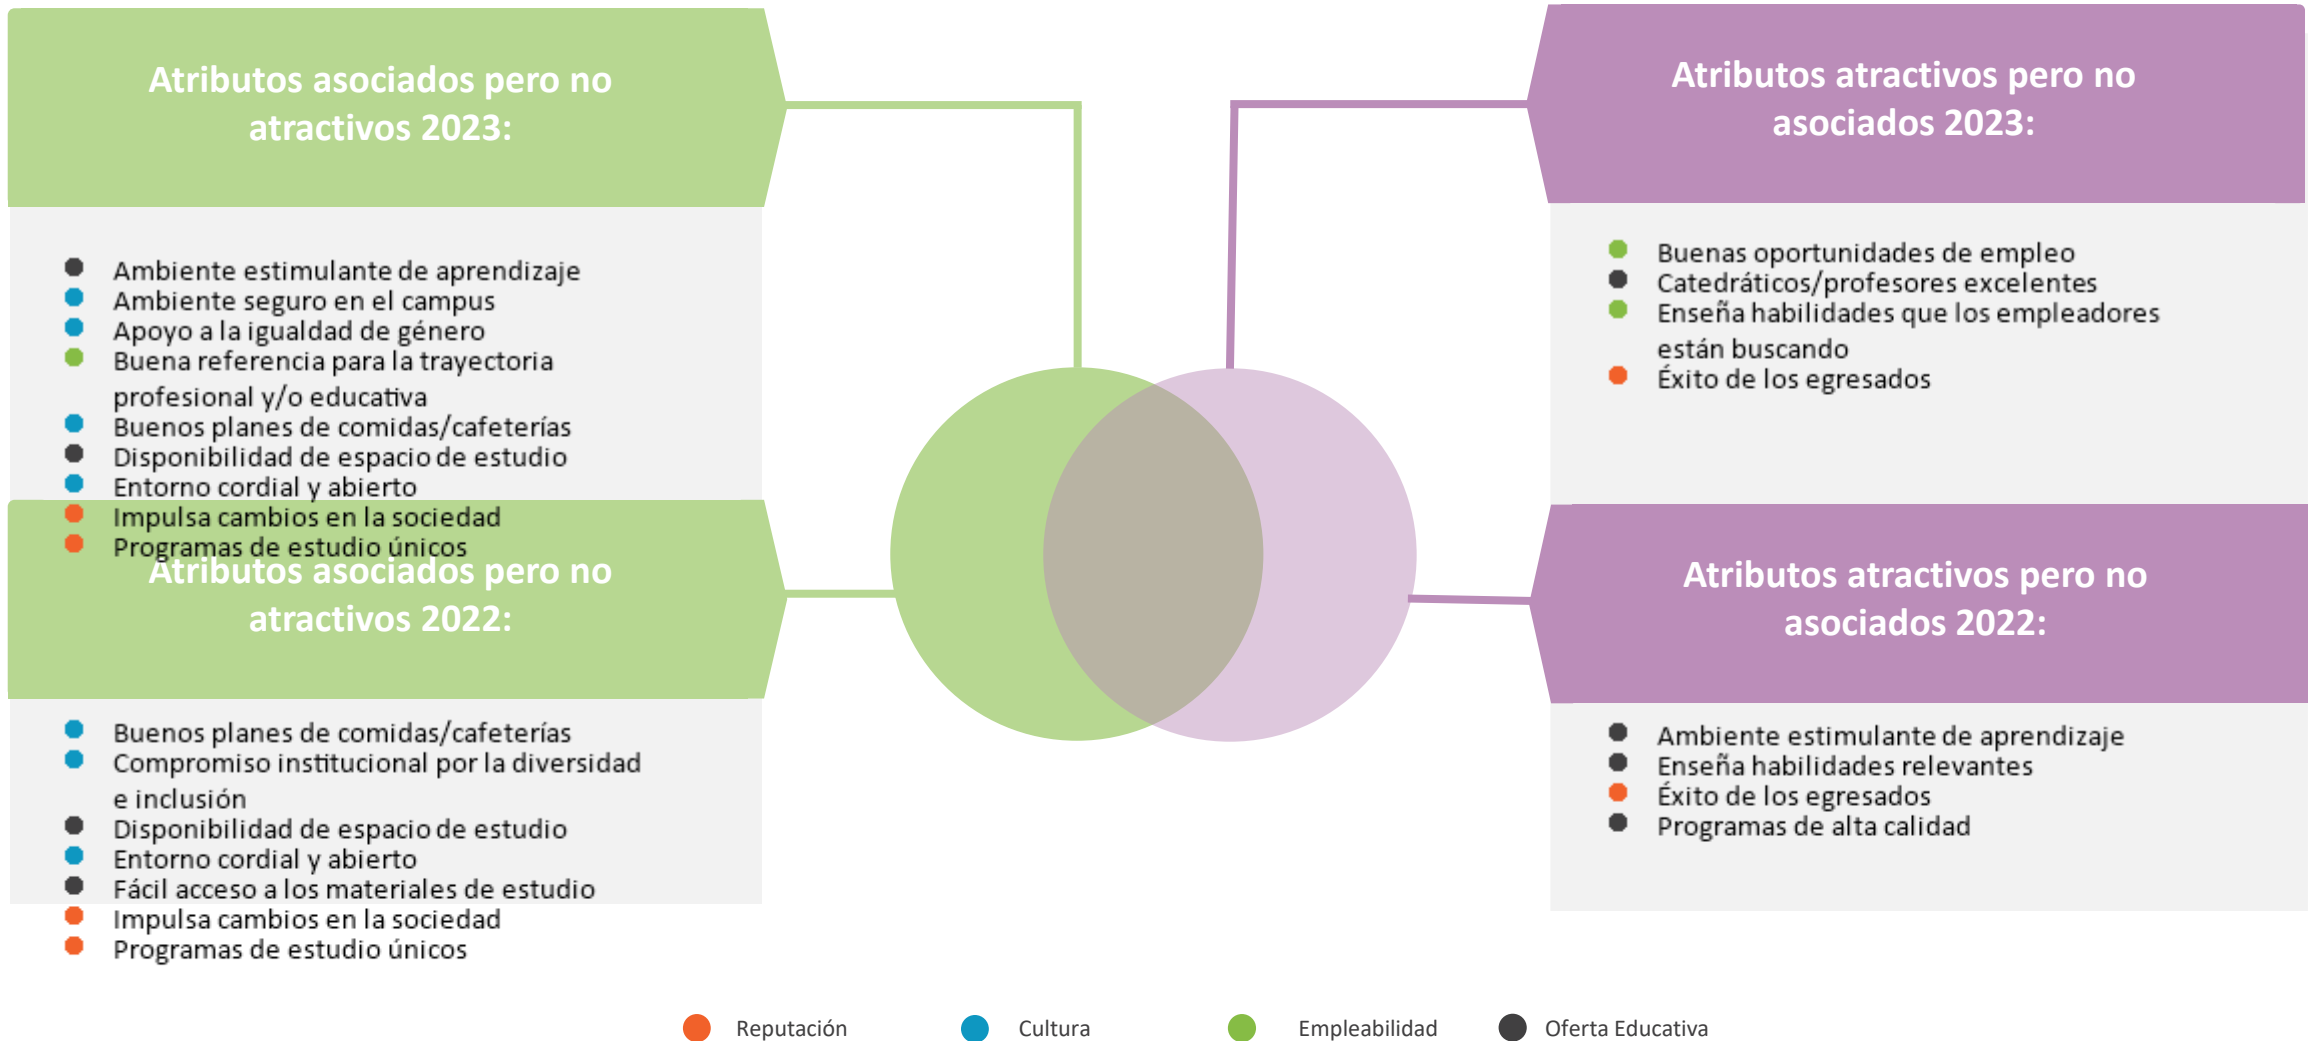 Atributos asociados pero no
atractivos 2023:
Ambiente estimulante de aprendizaje
Ambiente seguro en el campus
Apoyo a la igualdad de género
Buena referencia para la trayectoria
profesional y/o educativa
Buenos planes de comidas/cafeterías
Disponibilidad de espacio de estudio
Entorno cordial y abierto
Impulsa cambios en la sociedad
Programas de estudio únicos
Atributos asociados pero no
atractivos 2022:
Buenos planes de comidas/cafeterías
Compromiso institucional por la diversidad
e inclusión
Disponibilidad de espacio de estudio
Entorno cordial y abierto
Fácil acceso a los materiales de estudio
Impulsa cambios en la sociedad
Programas de estudio únicos
Atributos atractivos pero no
asociados 2023:
Buenas oportunidades de empleo
Catedráticos/profesores excelentes
Enseña habilidades que los empleadores
están buscando
Éxito de los egresados
Atributos atractivos pero no
asociados 2022:
Ambiente estimulante de aprendizaje
Enseña habilidades relevantes
Éxito de los egresados
Programas de alta calidad
Reputación
Cultura
Empleabilidad
Oferta Educativa